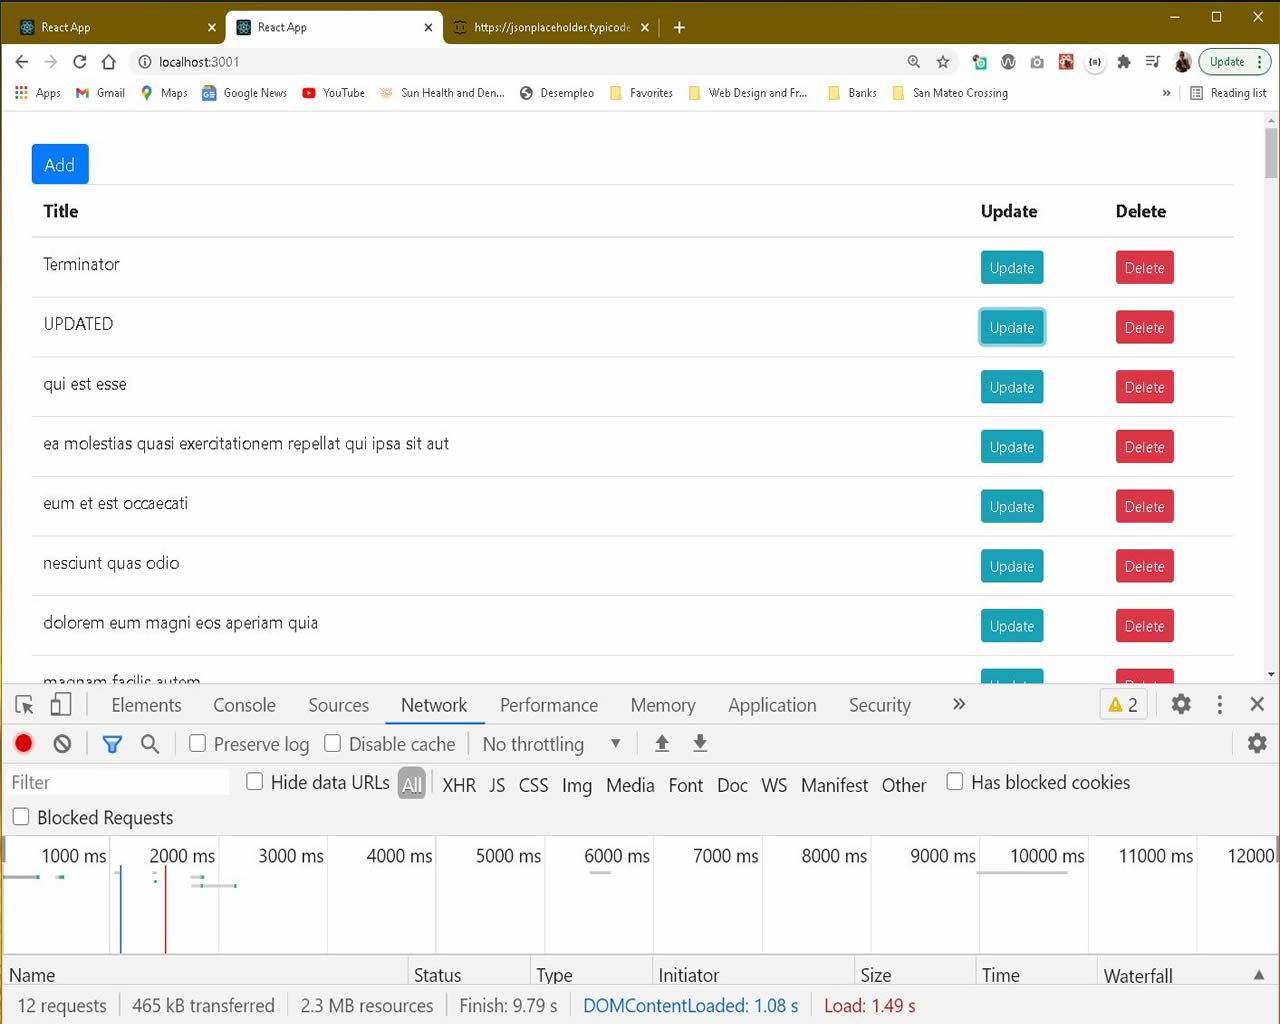 React App
React App
https://jsonplaceholder.typicode
localhost:3001
Update
Apps
Gmail
Maps
Google News
YouTube
Sun Health and Den...
Desempleo
Favorites
Web Design and Fr...
Banks
San Mateo Crossing
»
Reading list
Add
Title Update Delete
Terminator Update Delete
UPDATED Update Delete
qui est esse Update Delete
ea molestias quasi exercitationem repellat qui ipsa sit aut Update Delete
eum et est occaecati Update Delete
nesciunt quas odio Update Delete
dolorem eum magni eos aperiam quia Update Delete
magnam facilis autem Update Delete
Elements Console Sources Network Performance Memory Application Security » 2
Preserve log Disable cache No throttling
Filter Hide data URLs All XHR JS CSS Img Media Font Doc WS Manifest Other Has blocked cookies
Blocked Requests
1000 ms 2000 ms 3000 ms 4000 ms 5000 ms 6000 ms 7000 ms 8000 ms 9000 ms 10000 ms 11000 ms 12000
Name Status Type Initiator Size Time Waterfall
12 requests 465 kB transferred 2.3 MB resources Finish: 9.79 s DOMContentLoaded: 1.08 s Load: 1.49 s